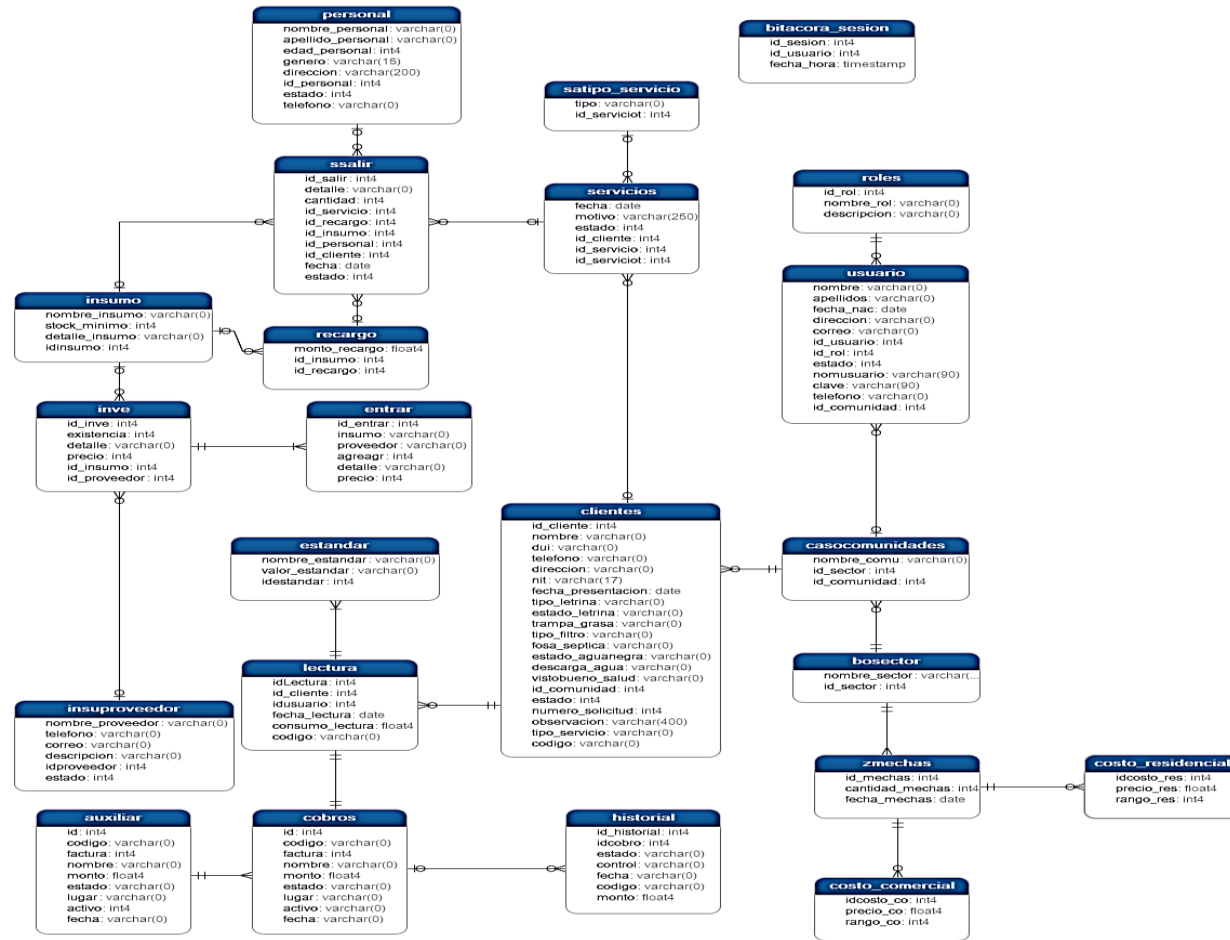 personal
nombre_personal: varchar(0)
apellido_personal: varchar(0)
edad_personal: int4
genero: varchar(15)
direccion: varchar(200)
id_personal: int4
estado: int4
telefono: varchar(0)
bitacora_sesion
id_sesion: int4
id_usuario: int4
fecha_hora: timestamp
satipo_servicio
tipo: varchar(0)
id_serviciot: int4
ssalir
id_salir: int4
detalle: varchar(0)
cantidad: int4
id_servicio: int4
id_recargo: int4
id_insumo: int4
id_personal: int4
id_cliente: int4
fecha: date
estado: int4
servicios
fecha: date
motivo: varchar(250)
estado: int4
id_cliente: int4
id_servicio: int4
id_serviciot: int4
roles
id_rol: int4
nombre_rol: varchar(0)
descripcion: varchar(0)
usuario
nombre: varchar(0)
apellidos: varchar(0)
fecha_nac: date
direccion: varchar(0)
correo: varchar(0)
id_usuario: int4
id_rol: int4
estado: int4
nomusuario: varchar(90)
clave: varchar(90)
telefono: varchar(0)
id_comunidad: int4
insumo
nombre_insumo: varchar(0)
stock_minimo: int4
detalle_insumo: varchar(0)
idinsumo: int4
recargo
monto_recargo: float4
id_insumo: int4
id_recargo: int4
inve
id_inve: int4
existencia: int4
detalle: varchar(0)
precio: int4
id_insumo: int4
id_proveedor: int4
entrar
id_entrar: int4
insumo: varchar(0)
proveedor: varchar(0)
agreagr: int4
detalle: varchar(0)
precio: int4
clientes
id_cliente: int4
nombre: varchar(0)
dui: varchar(0)
telefono: varchar(0)
direccion: varchar(0)
nit: varchar(17)
fecha_presentacion: date
tipo_letrina: varchar(0)
estado_letrina: varchar(0)
trampa_grasa: varchar(0)
tipo_filtro: varchar(0)
fosa_septica: varchar(0)
estado_aguanegra: varchar(0)
descarga_agua: varchar(0)
vistobueno_salud: varchar(0)
id_comunidad: int4
estado: int4
numero_solicitud: int4
observacion: varchar(400)
tipo_servicio: varchar(0)
codigo: varchar(0)
estandar
nombre_estandar: varchar(0)
valor_estandar: varchar(0)
idestandar: int4
casocomunidades
nombre_comu: varchar(0)
id_sector: int4
id_comunidad: int4
lectura
idLectura: int4
id_cliente: int4
idusuario: int4
fecha_lectura: date
consumo_lectura: float4
codigo: varchar(0)
bosector
nombre_sector: varchar(...
id_sector: int4
insuproveedor
nombre_proveedor: varchar(0)
telefono: varchar(0)
correo: varchar(0)
descripcion: varchar(0)
idproveedor: int4
estado: int4
zmechas
id_mechas: int4
cantidad_mechas: int4
fecha_mechas: date
costo_residencial
idcosto_res: int4
precio_res: float4
rango_res: int4
auxiliar
id: int4
codigo: varchar(0)
factura: int4
nombre: varchar(0)
monto: float4
estado: varchar(0)
lugar: varchar(0)
activo: int4
fecha: varchar(0)
cobros
id: int4
codigo: varchar(0)
factura: int4
nombre: varchar(0)
monto: float4
estado: varchar(0)
lugar: varchar(0)
activo: varchar(0)
fecha: varchar(0)
historial
id_historial: int4
idcobro: int4
estado: varchar(0)
control: varchar(0)
fecha: varchar(0)
codigo: varchar(0)
monto: float4
costo_comercial
idcosto_co: int4
precio_co: float4
rango_co: int4